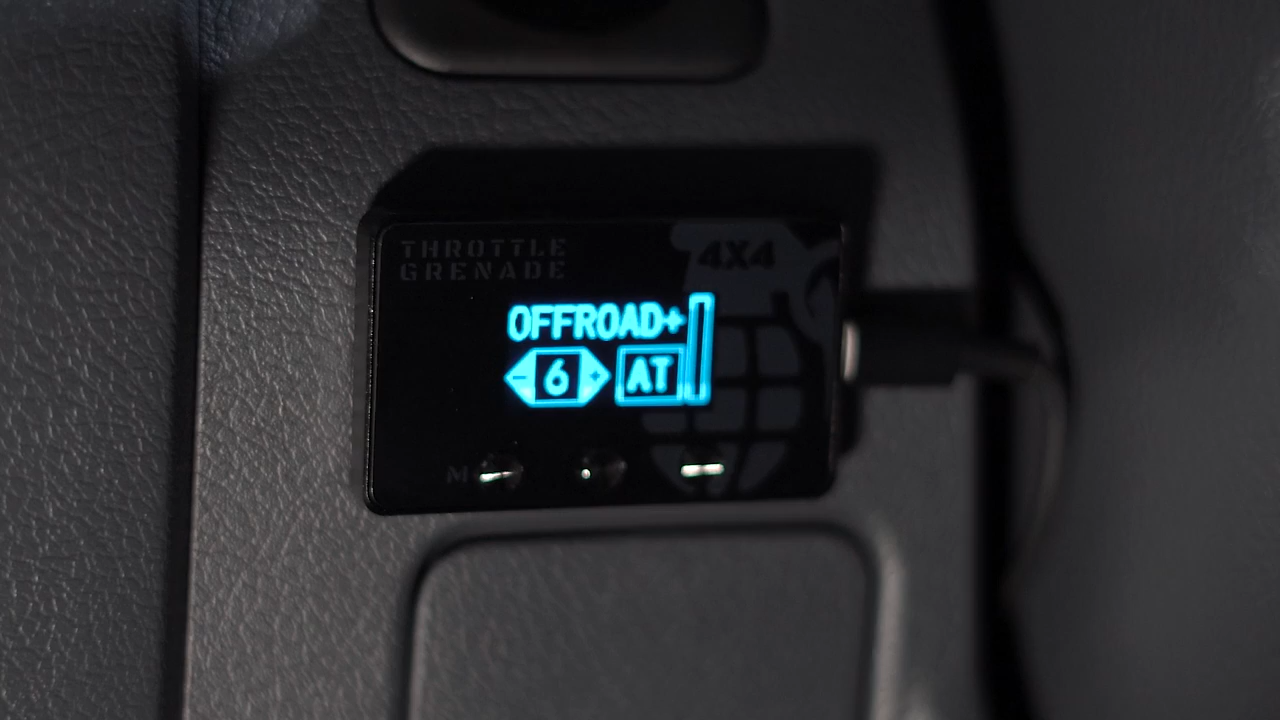 THROTTLE
GRENADE
4X4
OFFROAD+
- 6 + AT
M